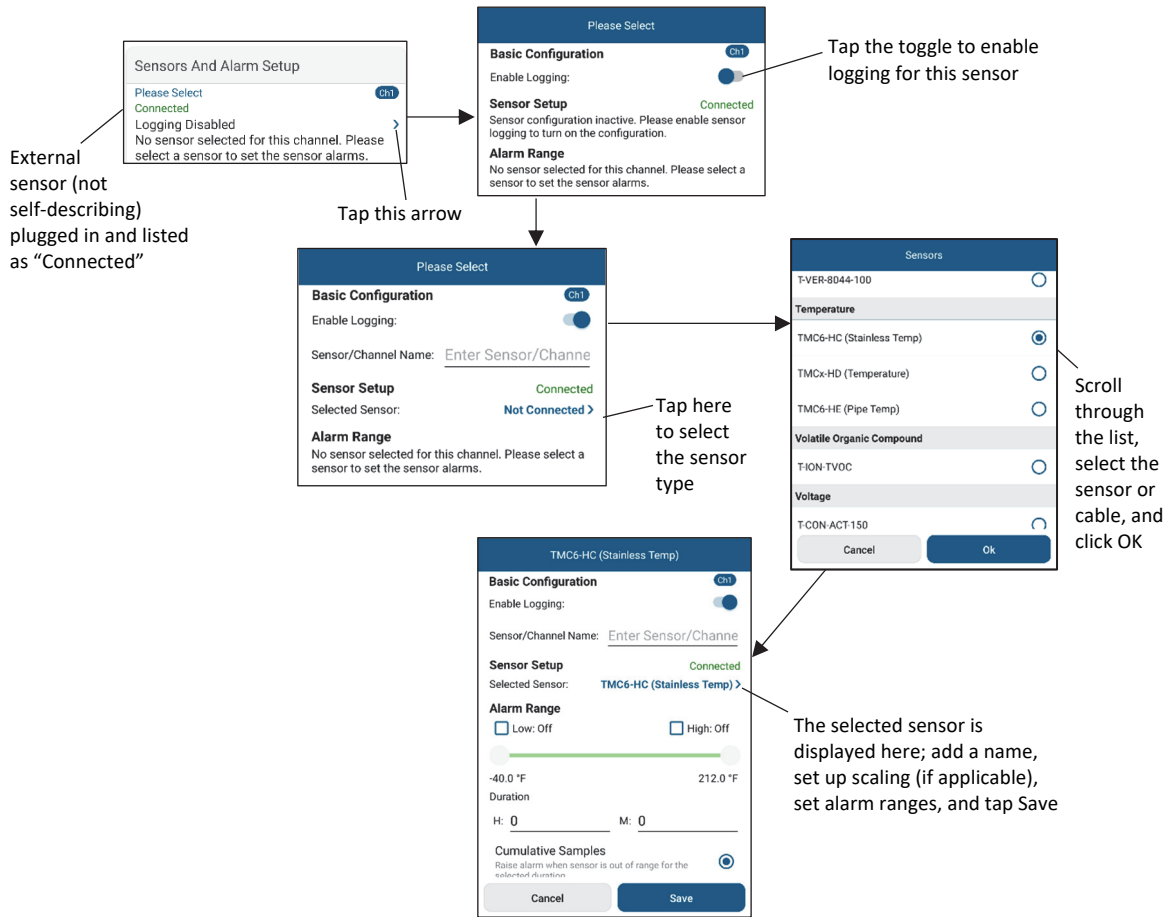 Sensors And Alarm Setup
Please Select
Ch1
Connected
Logging Disabled
No sensor selected for this channel. Please
select a sensor to set the sensor alarms.
External
sensor (not
self-describing)
plugged in and listed
as “Connected”
Tap this arrow
Please Select
Basic Configuration
Ch1
Enable Logging:
Sensor Setup
Connected
Sensor configuration inactive. Please enable sensor
logging to turn on the configuration.
Alarm Range
No sensor selected for this channel. Please select a
sensor to set the sensor alarms.
Tap the toggle to enable
logging for this sensor
Please Select
Basic Configuration
Ch1
Enable Logging:
Sensor/Channel Name: Enter Sensor/Channe
Sensor Setup
Connected
Selected Sensor: Not Connected >
Alarm Range
No sensor selected for this channel. Please select a
sensor to set the sensor alarms.
Tap here
to select
the sensor
type
Sensors
T-VER-8044-100
Temperature
TMC6-HC (Stainless Temp)
TMCx-HD (Temperature)
TMC6-HE (Pipe Temp)
Volatile Organic Compound
T-ION-TVOC
Voltage
T-CON-ACT-150
Cancel
Ok
Scroll
through
the list,
select the
sensor or
cable, and
click OK
TMC6-HC (Stainless Temp)
Basic Configuration
Ch1
Enable Logging:
Sensor/Channel Name: Enter Sensor/Channe
Sensor Setup
Connected
Selected Sensor: TMC6-HC (Stainless Temp) >
Alarm Range
Low: Off
High: Off
-40.0 °F
212.0 °F
Duration
H: 0
M: 0
Cumulative Samples
Raise alarm when sensor is out of range for the
selected duration
Cancel
Save
The selected sensor is
displayed here; add a name,
set up scaling (if applicable),
set alarm ranges, and tap Save